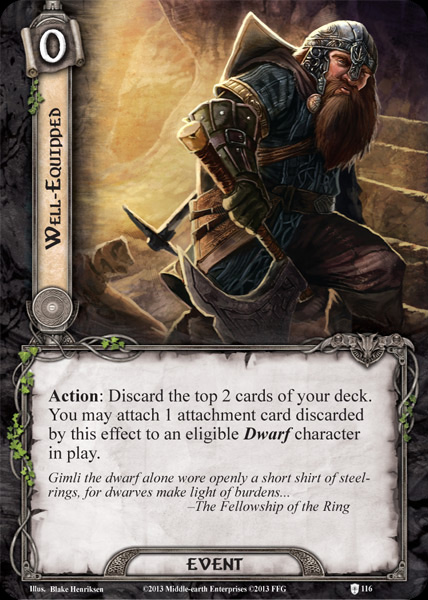 0
WELL-EQUIPPED
Action: Discard the top 2 cards of your deck.
You may attach 1 attachment card discarded
by this effect to an eligible Dwarf character
in play.
Gimli the dwarf alone wore openly a short shirt of steel-
rings, for dwarves make light of burdens...
–The Fellowship of the Ring
EVENT
Illus. Blake Henriksen
©2013 Middle-earth Enterprises ©2013 FFG
116